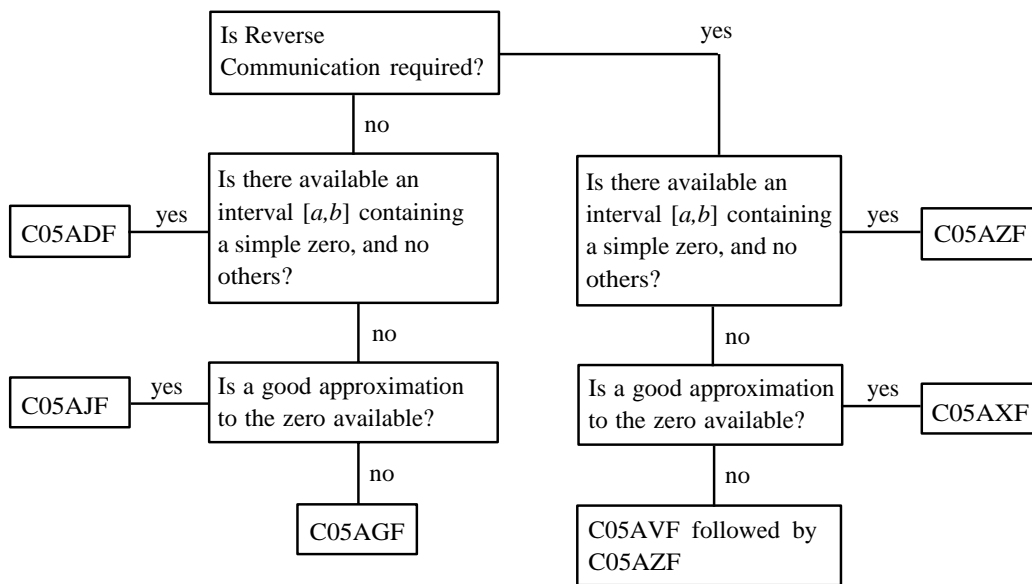 Is Reverse
Communication required?
yes
no
Is there available an
interval [a,b] containing
a simple zero, and no
others?
yes
C05ADF
Is there available an
interval [a,b] containing
a simple zero, and no
others?
yes
C05AZF
no
no
Is a good approximation
to the zero available?
yes
C05AJF
Is a good approximation
to the zero available?
yes
C05AXF
no
no
C05AGF
C05AVF followed by
C05AZF